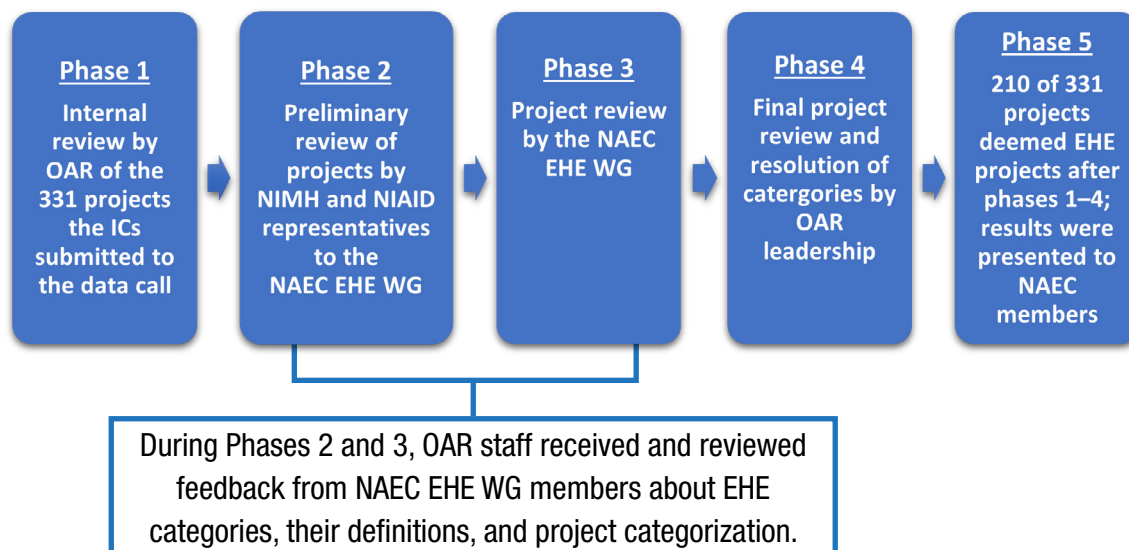 Phase 1
Internal
review by
OAR of the
331 projects
the ICs
submitted to
the data call
Phase 2
Preliminary
review of
projects by
NIMH and NIAID
representatives
to the
NAEC EHE WG
Phase 3
Project review
by the NAEC
EHE WG
Phase 4
Final project
review and
resolution of
catergories by
OAR
leadership
Phase 5
210 of 331
projects
deemed EHE
projects after
phases 1–4;
results were
presented to
NAEC
members
During Phases 2 and 3, OAR staff received and reviewed
feedback from NAEC EHE WG members about EHE
categories, their definitions, and project categorization.